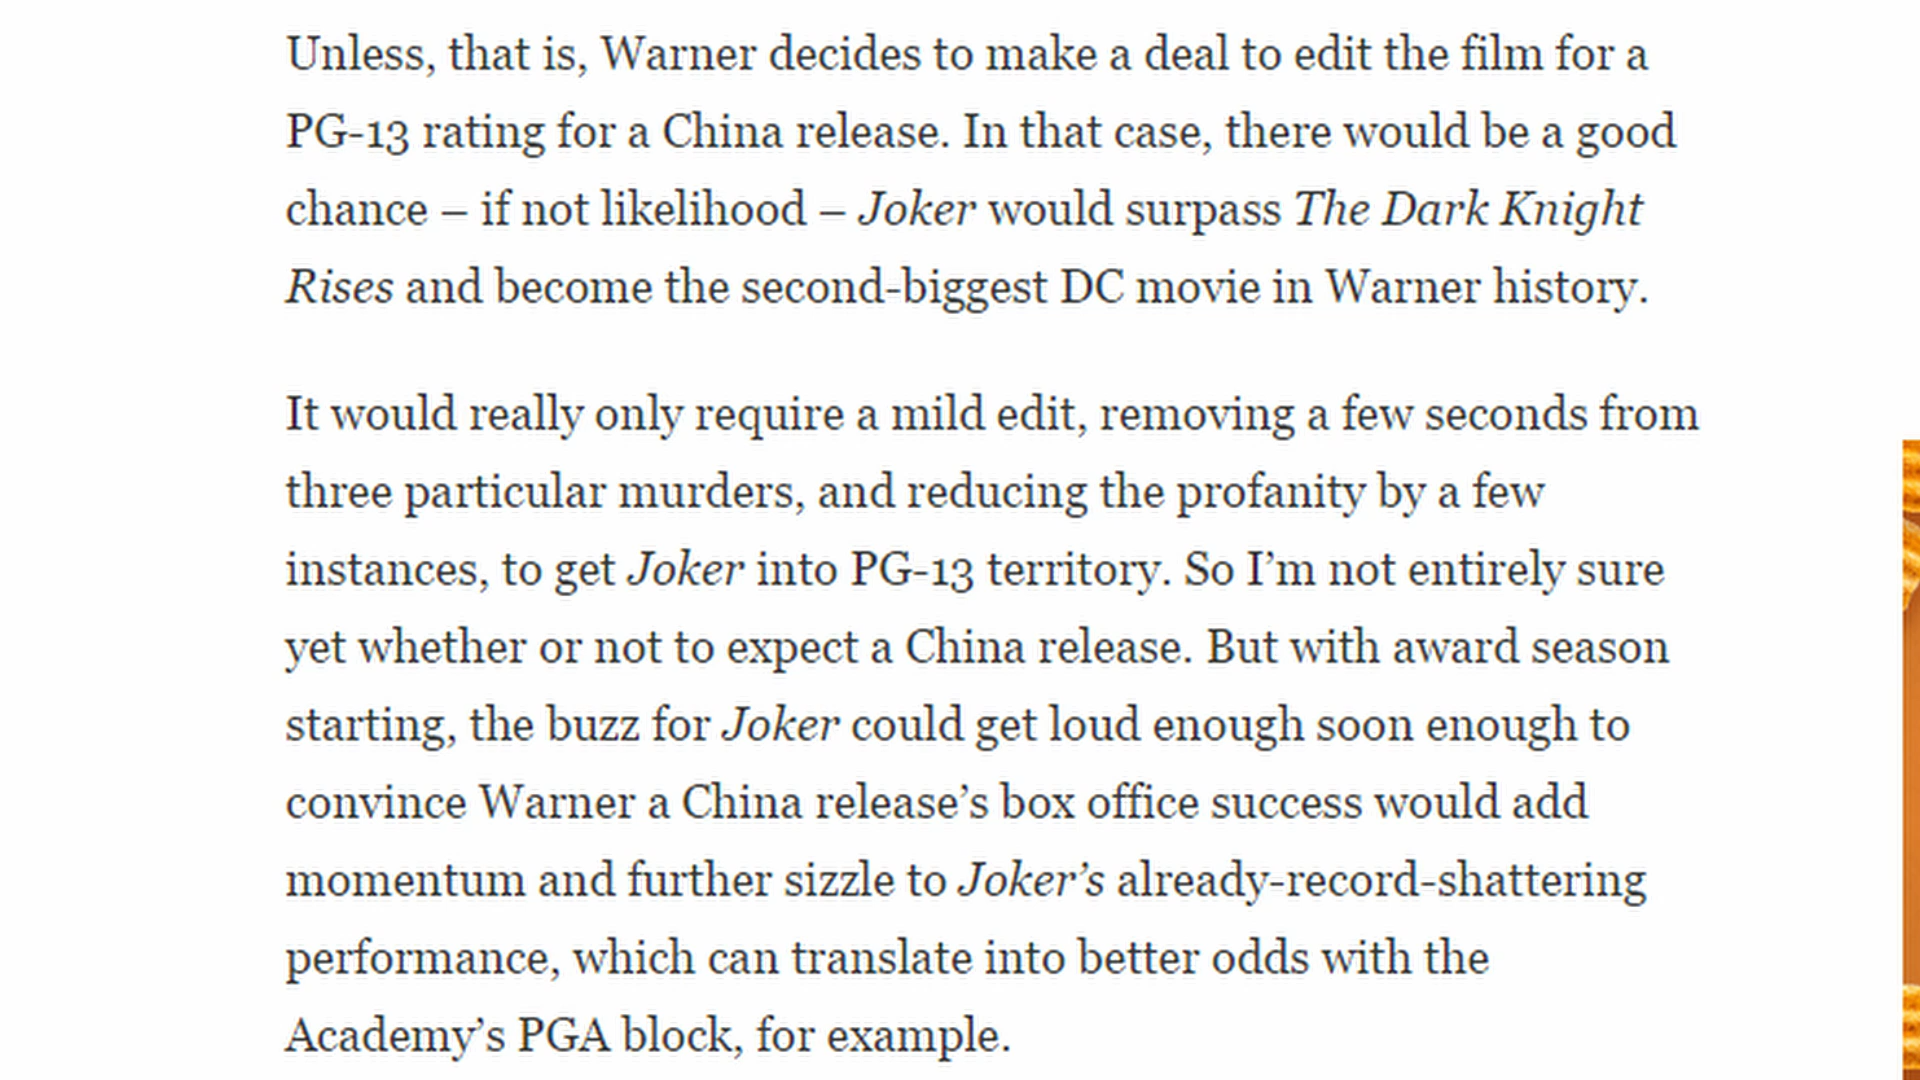 Unless, that is, Warner decides to make a deal to edit the film for a
PG-13 rating for a China release. In that case, there would be a good
chance – if not likelihood – Joker would surpass The Dark Knight
Rises and become the second-biggest DC movie in Warner history.
It would really only require a mild edit, removing a few seconds from
three particular murders, and reducing the profanity by a few
instances, to get Joker into PG-13 territory. So I’m not entirely sure
yet whether or not to expect a China release. But with award season
starting, the buzz for Joker could get loud enough soon enough to
convince Warner a China release’s box office success would add
momentum and further sizzle to Joker’s already-record-shattering
performance, which can translate into better odds with the
Academy’s PGA block, for example.